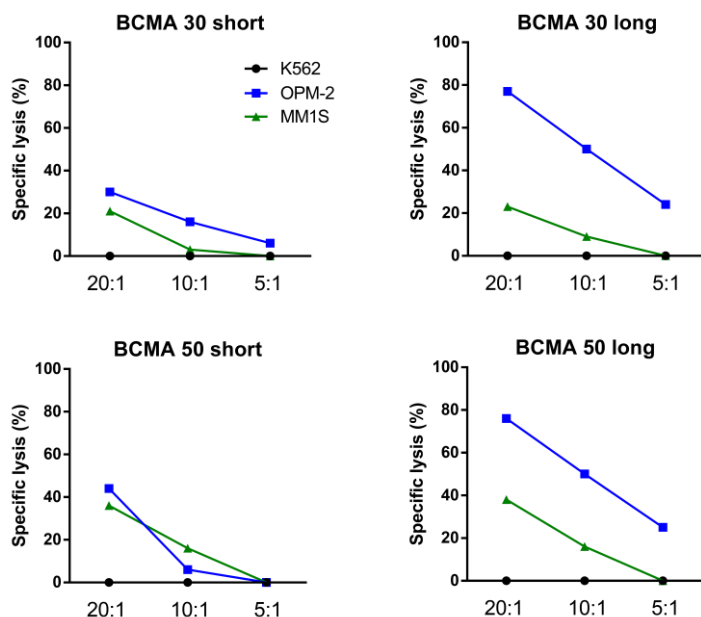 BCMA 30 short
Specific lysis (%)
100
80
60
40
20
0
20:1 10:1 5:1
K562
OPM-2
MM1S
BCMA 30 long
Specific lysis (%)
100
80
60
40
20
0
20:1 10:1 5:1
BCMA 50 short
Specific lysis (%)
100
80
60
40
20
0
20:1 10:1 5:1
BCMA 50 long
Specific lysis (%)
100
80
60
40
20
0
20:1 10:1 5:1